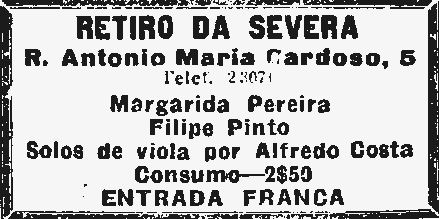 RETIRO DA SEVERA
R. Antonio Maria Cardoso, 5
Telef.
Margarida Pereira
Filipe Pinto
Solos de viola por Alfredo Costa
Consumo—2$50
ENTRADA FRANCA